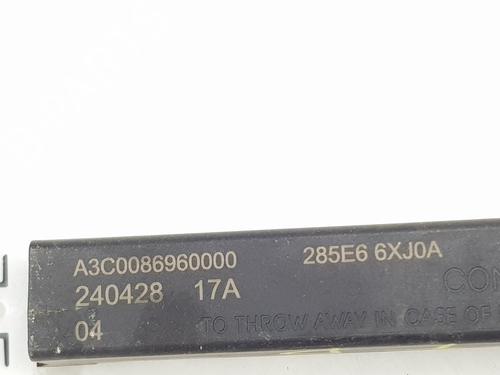 A3C0086960000 285E6 6XJ0A
240428 17A
04 TO THROW AWAY IN CASE OF